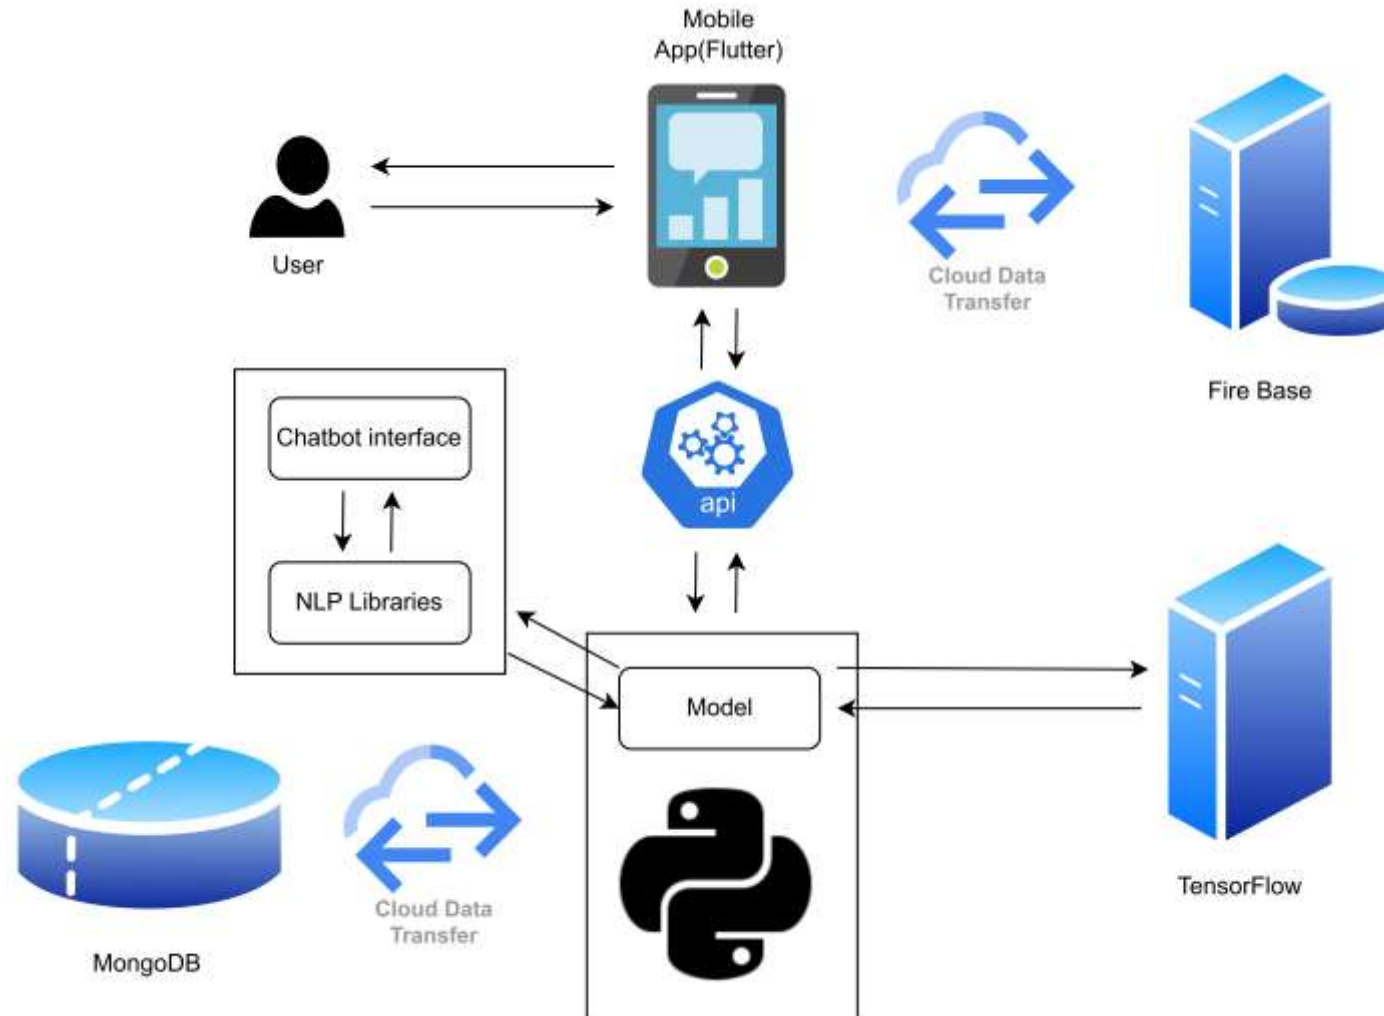 Mobile
App(Flutter)
User
Cloud Data
Transfer
Fire Base
Chatbot interface
api
NLP Libraries
Model
TensorFlow
Cloud Data
Transfer
MongoDB